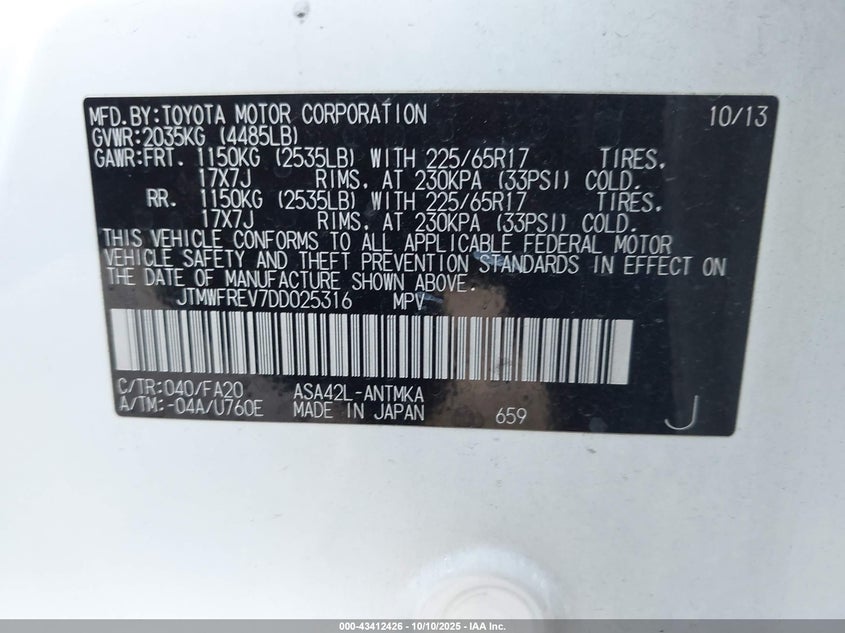 MFD.BY:TOYOTA MOTOR CORPORATION 10/13
GVWR:2035KG (4485LB)
GAWR:FRT. 1150KG (2535LB) WITH 225/65R17 TIRES.
17X7J RIMS. AT 230KPA (33PSI) COLD.
RR. 1150KG (2535LB) WITH 225/65R17 TIRES.
17X7J RIMS. AT 230KPA (33PSI) COLD.
THIS VEHICLE CONFORMS TO ALL APPLICABLE FEDERAL MOTOR
VEHICLE SAFETY AND THEFT PREVENTION STANDARDS IN EFFECT ON
THE DATE OF MANUFACTURE SHOWN ABOVE.
JTMWFREV7DD025316 MPV
C/TR:040/FA20 ASA42L-ANTMKA
A/TM:-04A/U760E MADE IN JAPAN 659 J
000-43412426 - 10/10/2025 - IAA Inc.